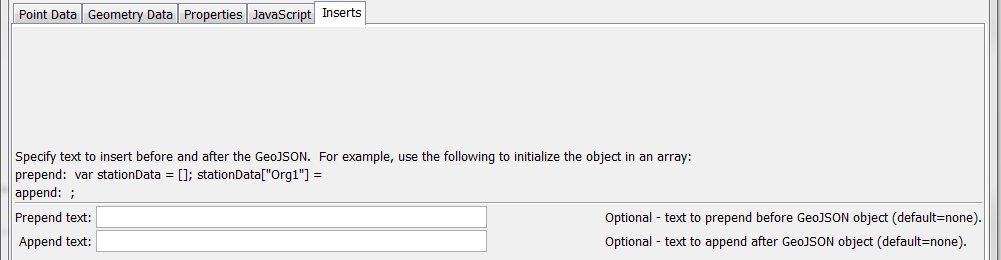 Point Data Geometry Data Properties JavaScript Inserts
Specify text to insert before and after the GeoJSON.  For example, use the following to initialize the object in an array:
prepend:  var stationData = []; stationData["Org1"] =
append:  ;
Prepend text: Optional - text to prepend before GeoJSON object (default=none).
Append text: Optional - text to append after GeoJSON object (default=none).